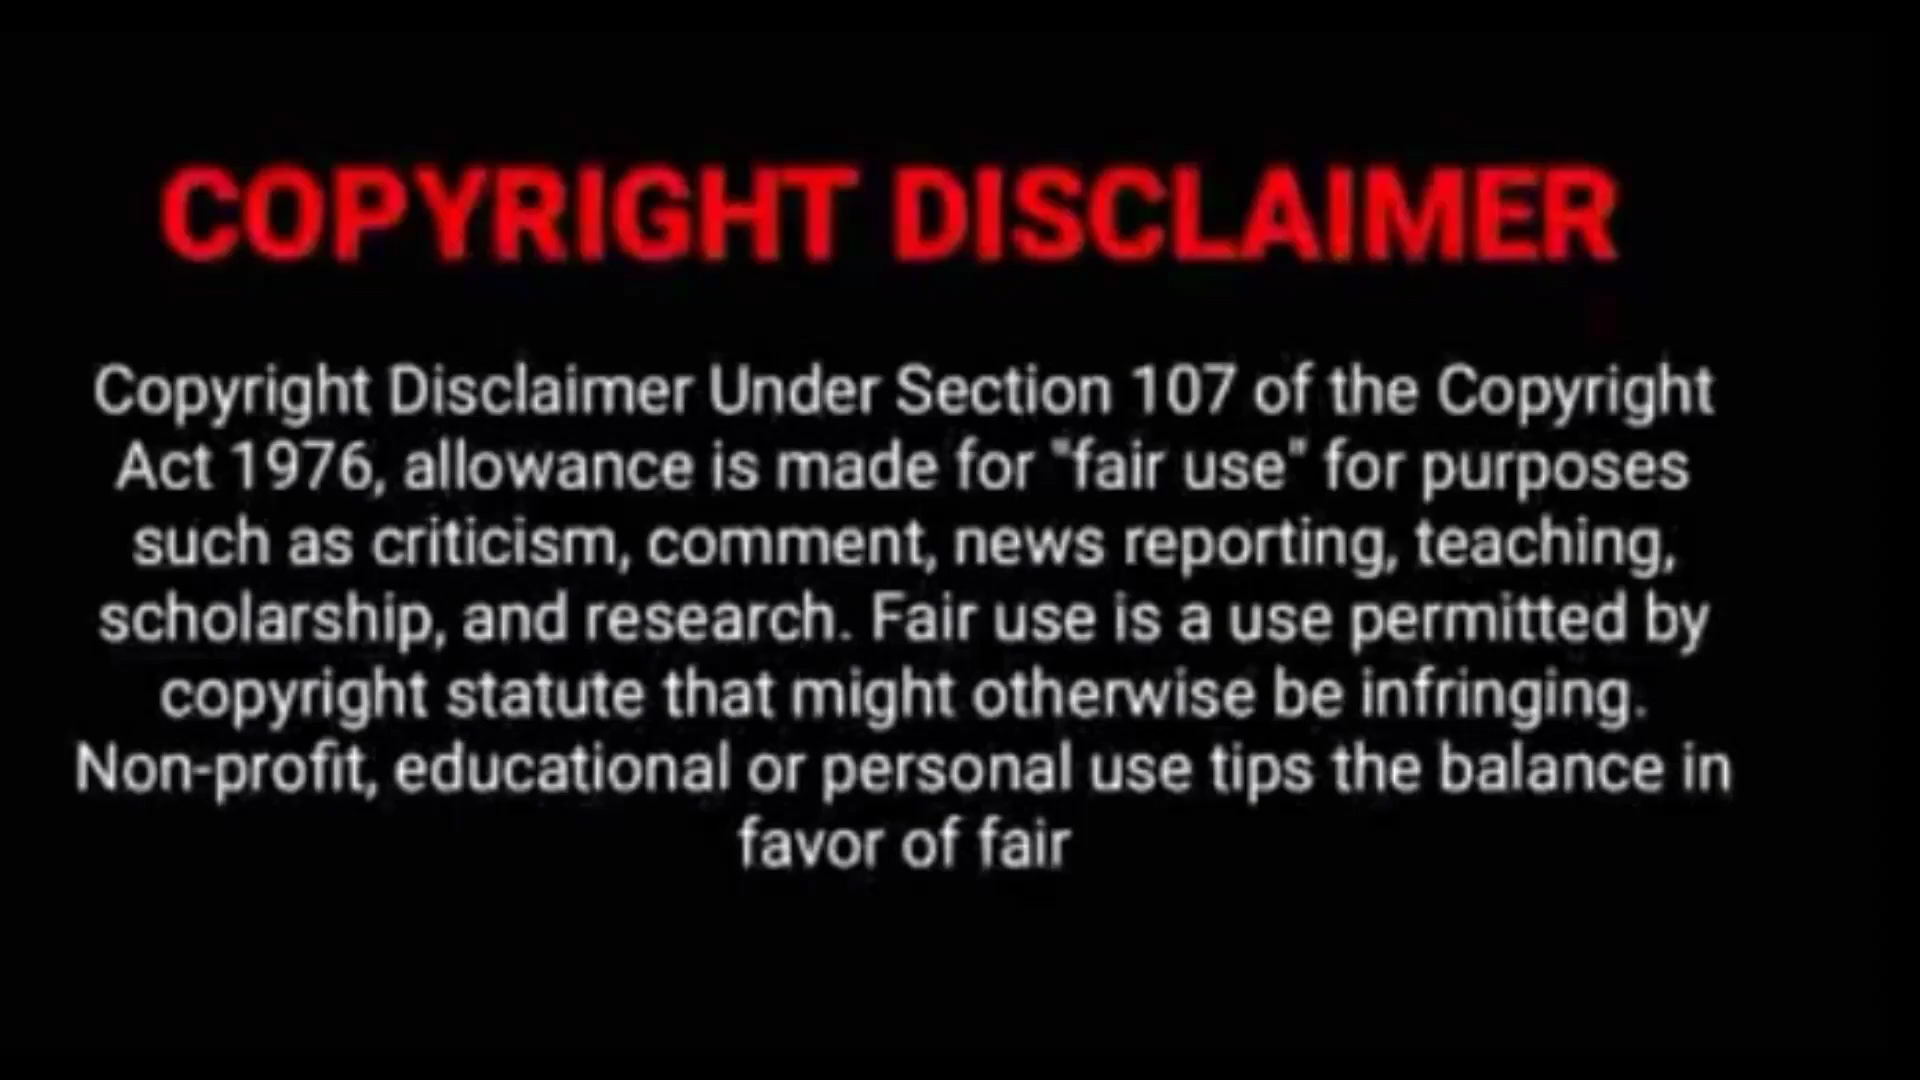 COPYRIGHT DISCLAIMER
Copyright Disclaimer Under Section 107 of the Copyright
Act 1976, allowance is made for "fair use" for purposes
such as criticism, comment, news reporting, teaching,
scholarship, and research. Fair use is a use permitted by
copyright statute that might otherwise be infringing.
Non-profit, educational or personal use tips the balance in
favor of fair